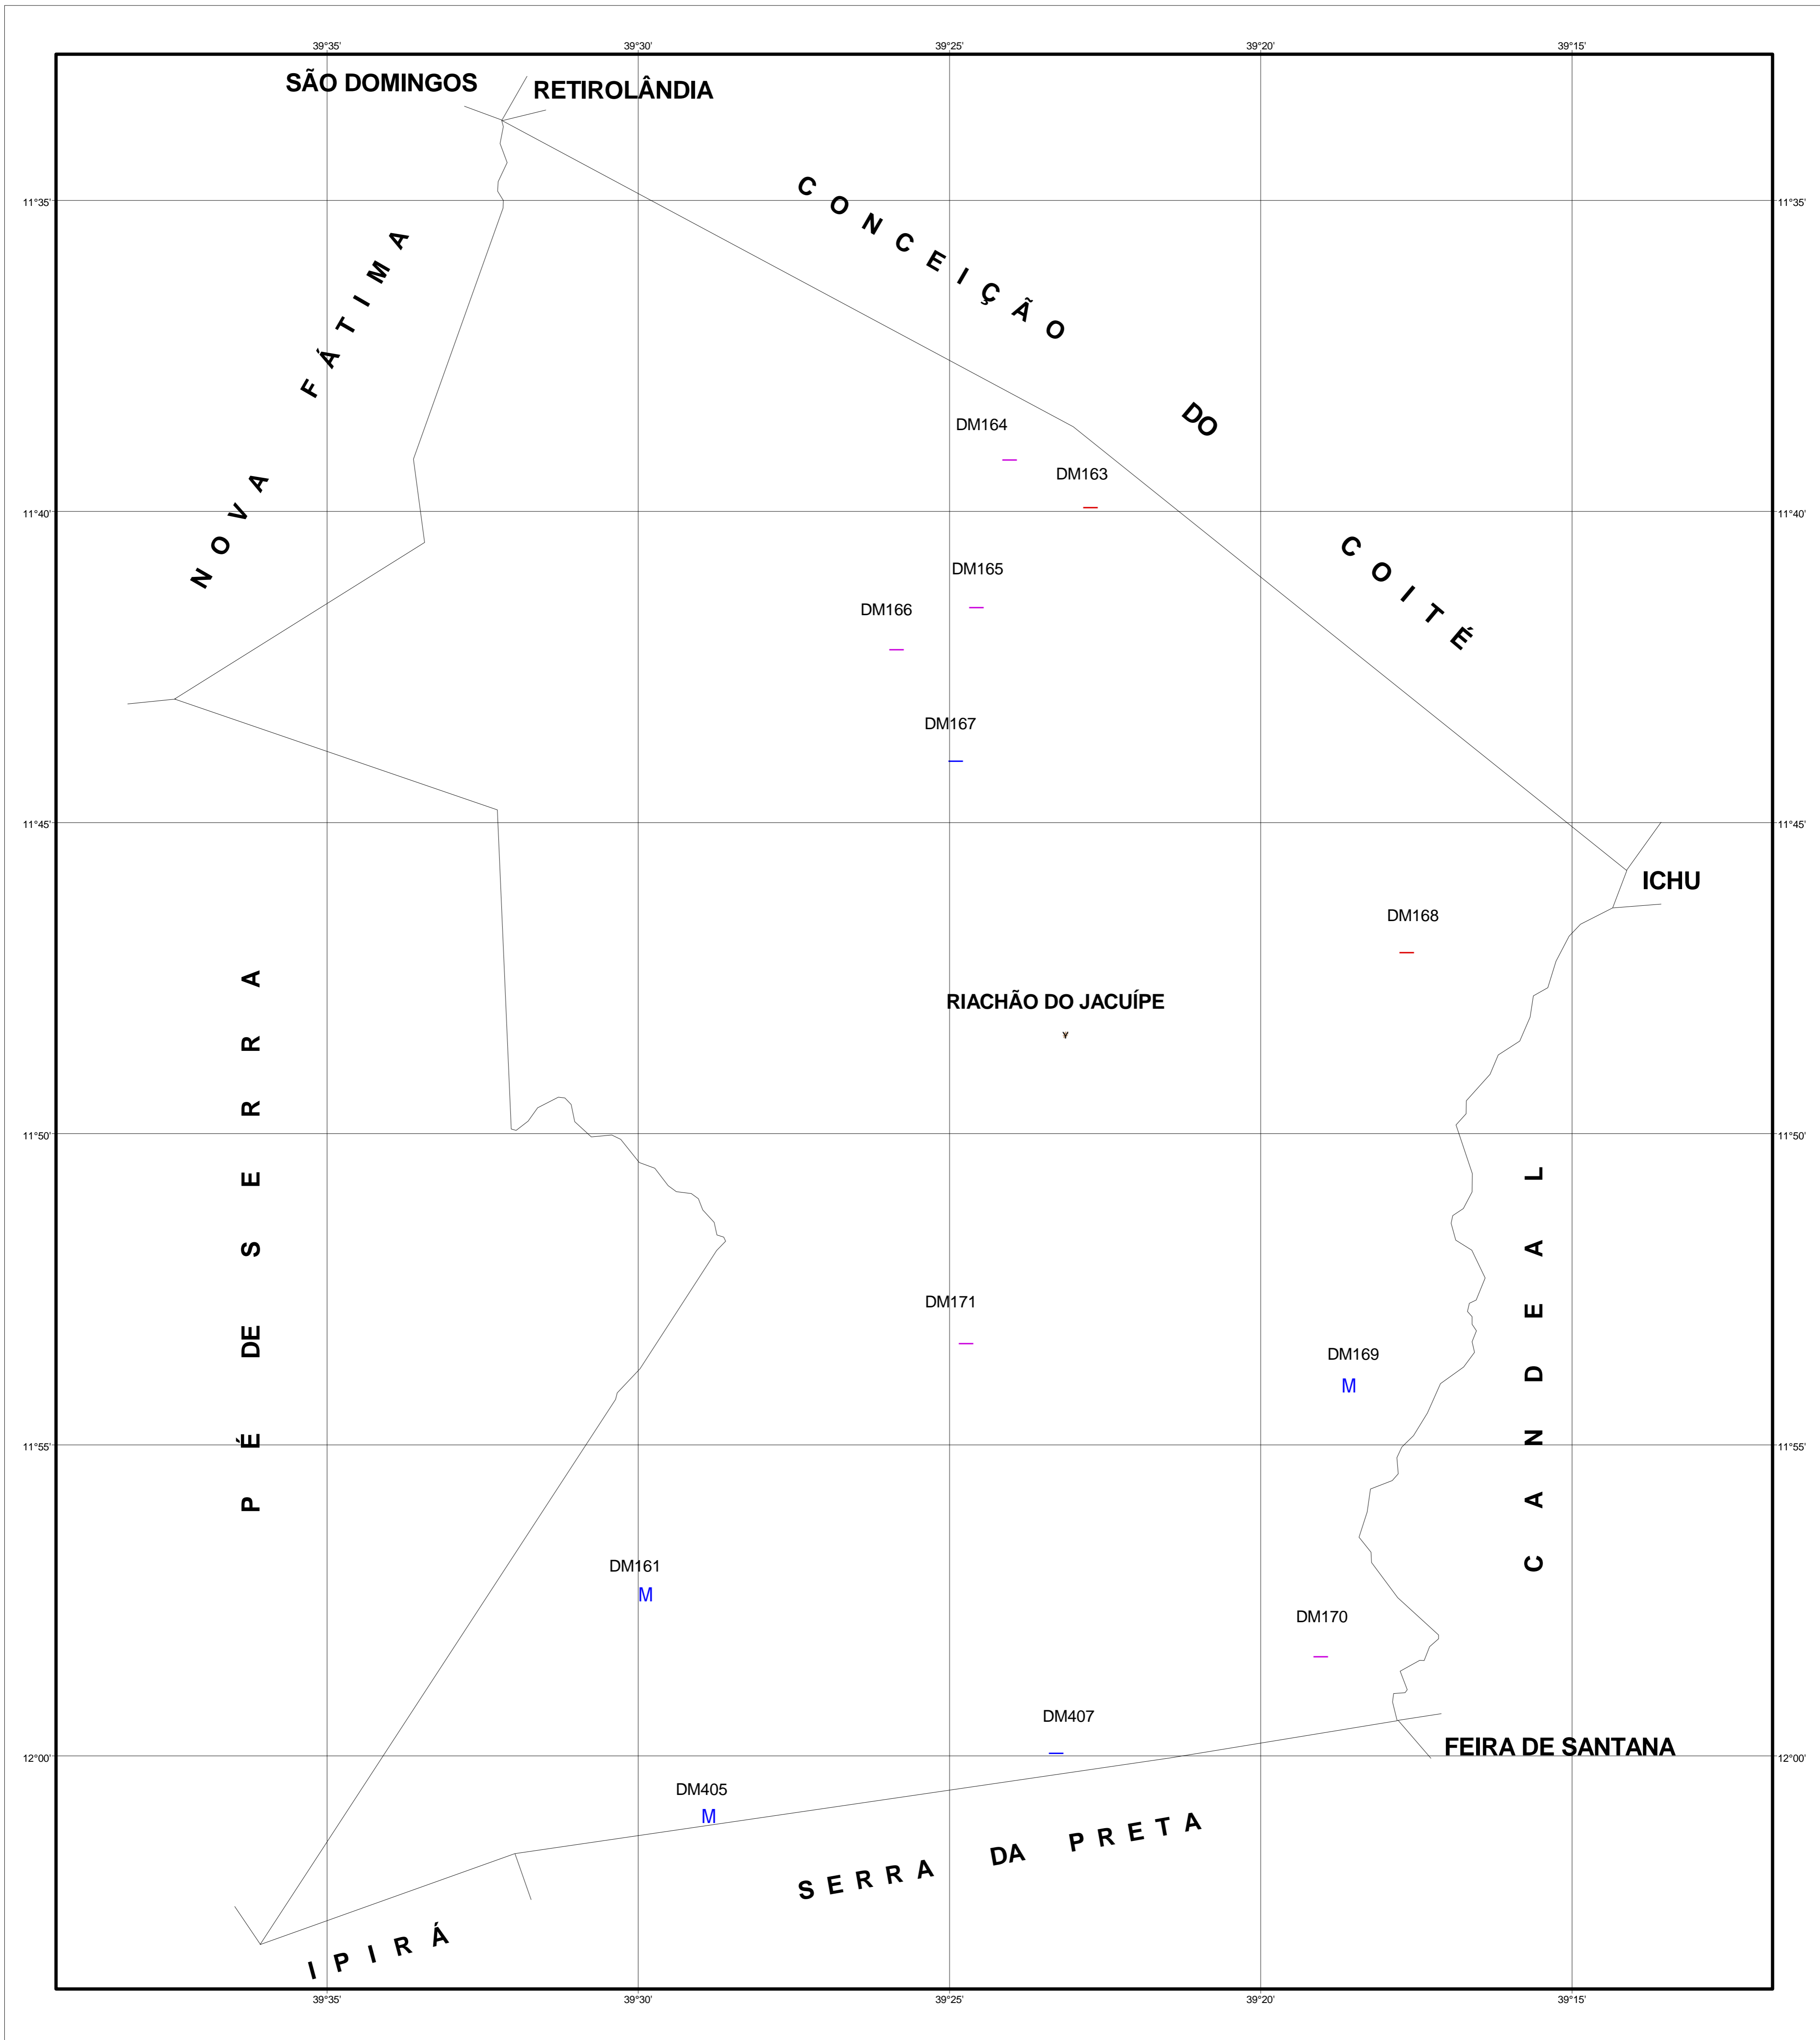 39°35' 39°30' 39°25' 39°20' 39°15'
SÃO DOMINGOS
RETIROLÂNDIA
CONCEIÇÃO DO COITÉ
NOVA FÁTIMA
11°35' 11°35'
DM164
DM163
11°40' 11°40'
DM165
DM166
DM167
11°45' 11°45'
ICHU
DM168
RIACHÃO DO JACUÍPE
PÉ DE SERRA
11°50' 11°50'
CANDEAL
DM171
DM169
M
11°55' 11°55'
DM161
M
DM170
DM407
FEIRA DE SANTANA
12°00' 12°00'
DM405
M
SERRA DA PRETA
IPIRÁ
39°35' 39°30' 39°25' 39°20' 39°15'